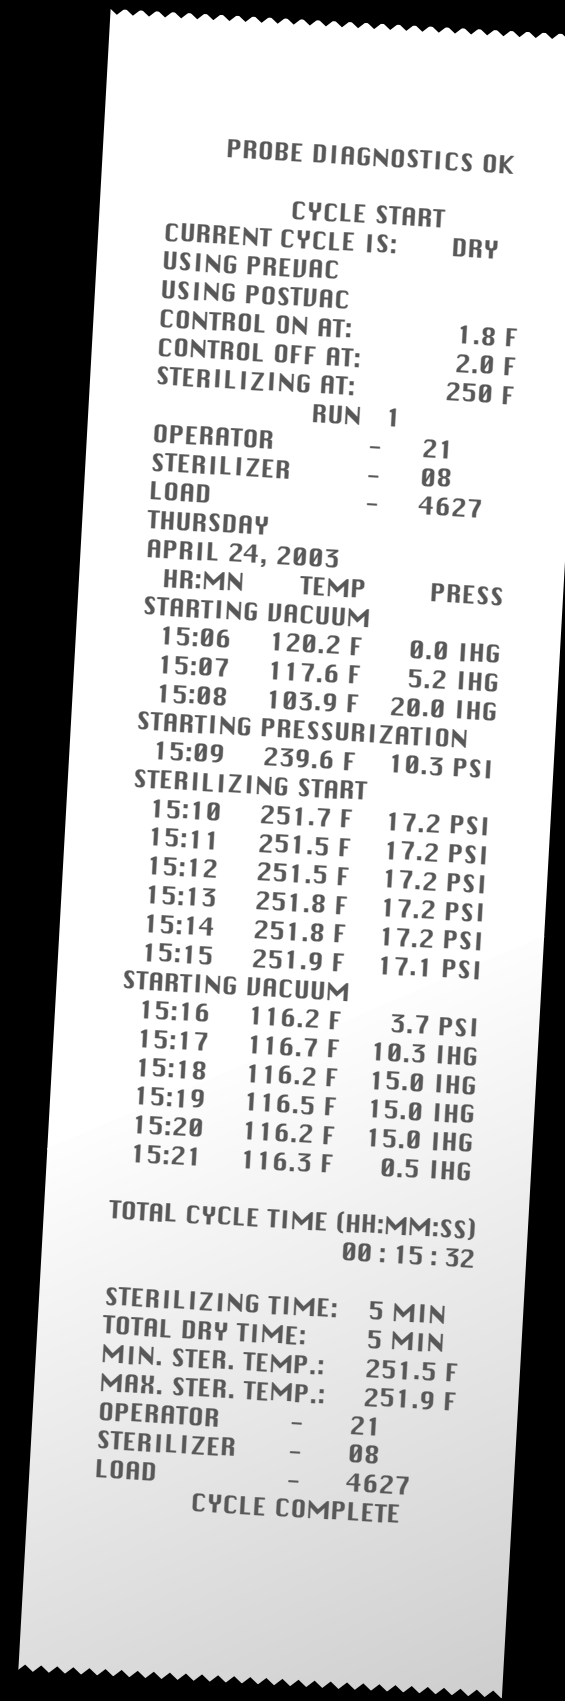 PROBE DIAGNOSTICS OK
CYCLE START
CURRENT CYCLE IS: DRY
USING PREVAC
USING POSTVAC
CONTROL ON AT: 1.8 F
CONTROL OFF AT: 2.0 F
STERILIZING AT: 250 F
RUN 1
OPERATOR - 21
STERILIZER - 08
LOAD - 4627
THURSDAY
APRIL 24, 2003
HR:MN TEMP PRESS
STARTING VACUUM
15:06 120.2 F 0.0 IHG
15:07 117.6 F 5.2 IHG
15:08 103.9 F 20.0 IHG
STARTING PRESSURIZATION
15:09 239.6 F 10.3 PSI
STERILIZING START
15:10 251.7 F 17.2 PSI
15:11 251.5 F 17.2 PSI
15:12 251.5 F 17.2 PSI
15:13 251.8 F 17.2 PSI
15:14 251.8 F 17.2 PSI
15:15 251.9 F 17.1 PSI
STARTING VACUUM
15:16 116.2 F 3.7 PSI
15:17 116.7 F 10.3 IHG
15:18 116.2 F 15.0 IHG
15:19 116.5 F 15.0 IHG
15:20 116.2 F 15.0 IHG
15:21 116.3 F 0.5 IHG
TOTAL CYCLE TIME (HH:MM:SS)
00 : 15 : 32
STERILIZING TIME: 5 MIN
TOTAL DRY TIME: 5 MIN
MIN. STER. TEMP.: 251.5 F
MAX. STER. TEMP.: 251.9 F
OPERATOR - 21
STERILIZER - 08
LOAD - 4627
CYCLE COMPLETE